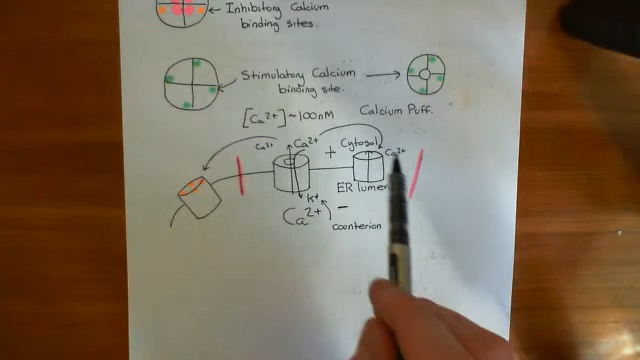 Inhibitory Calcium
binding sites.
Stimulatory Calcium
binding site.
[Ca2+] ~100nM
Calcium Puff.
Ca2+
Ca2+
+
Cytosol
Ca2+
ER lumen
K+
Ca2+
−
counterion